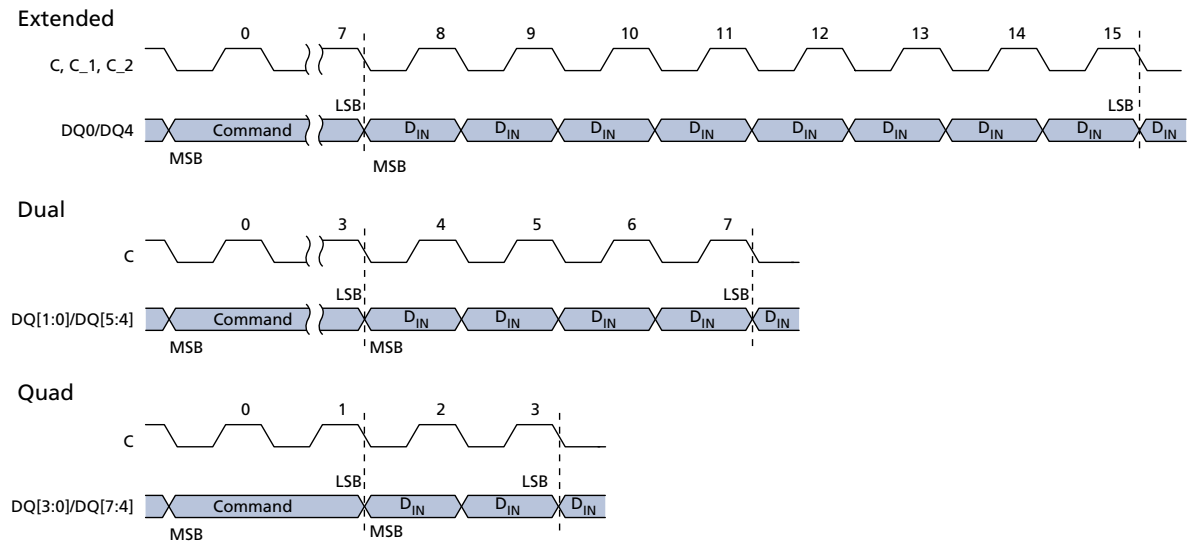 Extended
0 7 8 9 10 11 12 13 14 15
C, C_1, C_2
LSB LSB
DQ0/DQ4 Command DIN DIN DIN DIN DIN DIN DIN DIN DIN
MSB MSB
Dual
0 3 4 5 6 7
C
LSB LSB
DQ[1:0]/DQ[5:4] Command DIN DIN DIN DIN DIN
MSB MSB
Quad
0 1 2 3
C
LSB LSB
DQ[3:0]/DQ[7:4] Command DIN DIN DIN
MSB MSB